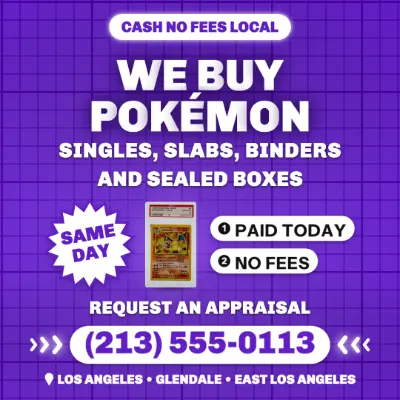 CASH NO FEES LOCAL
WE BUY
POKÉMON
SINGLES, SLABS, BINDERS
AND SEALED BOXES
SAME
DAY
1 PAID TODAY
2 NO FEES
REQUEST AN APPRAISAL
››› (213) 555-0113 ‹‹‹
LOS ANGELES • GLENDALE • EAST LOS ANGELES